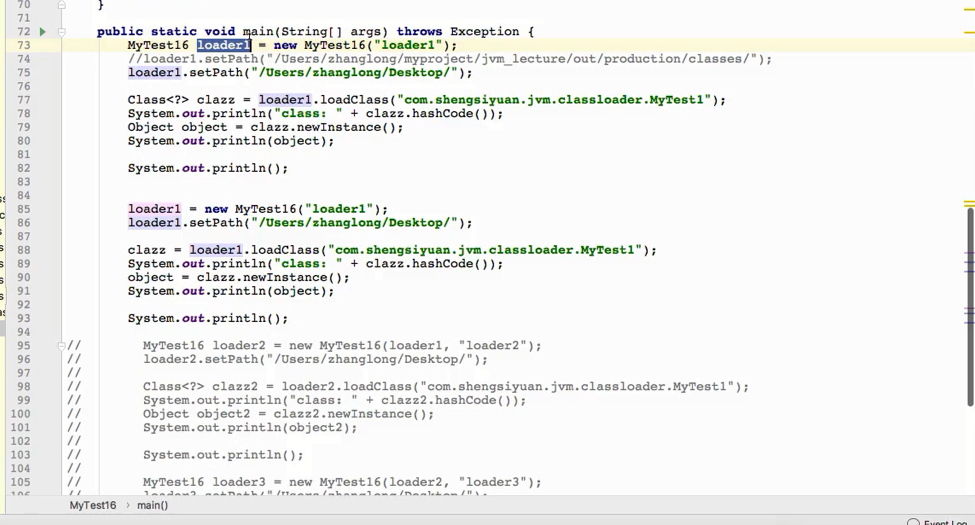 70 }
71
72 public static void main(String[] args) throws Exception {
73 MyTest16 loader1 = new MyTest16("loader1");
74 //loader1.setPath("/Users/zhanglong/myproject/jvm_lecture/out/production/classes/");
75 loader1.setPath("/Users/zhanglong/Desktop/");
76
77 Class<?> clazz = loader1.loadClass("com.shengsiyuan.jvm.classloader.MyTest1");
78 System.out.println("class: " + clazz.hashCode());
79 Object object = clazz.newInstance();
80 System.out.println(object);
81
82 System.out.println();
83
84
85 loader1 = new MyTest16("loader1");
86 loader1.setPath("/Users/zhanglong/Desktop/");
87
88 clazz = loader1.loadClass("com.shengsiyuan.jvm.classloader.MyTest1");
89 System.out.println("class: " + clazz.hashCode());
90 object = clazz.newInstance();
91 System.out.println(object);
92
93 System.out.println();
94
95 // MyTest16 loader2 = new MyTest16(loader1, "loader2");
96 // loader2.setPath("/Users/zhanglong/Desktop/");
97 //
98 // Class<?> clazz2 = loader2.loadClass("com.shengsiyuan.jvm.classloader.MyTest1");
99 // System.out.println("class: " + clazz2.hashCode());
100 // Object object2 = clazz2.newInstance();
101 // System.out.println(object2);
102 //
103 // System.out.println();
104 //
105 // MyTest16 loader3 = new MyTest16(loader2, "loader3");
106 // loader3.setPath("/Users/zhanglong/Desktop/");
MyTest16 › main()
Event Log